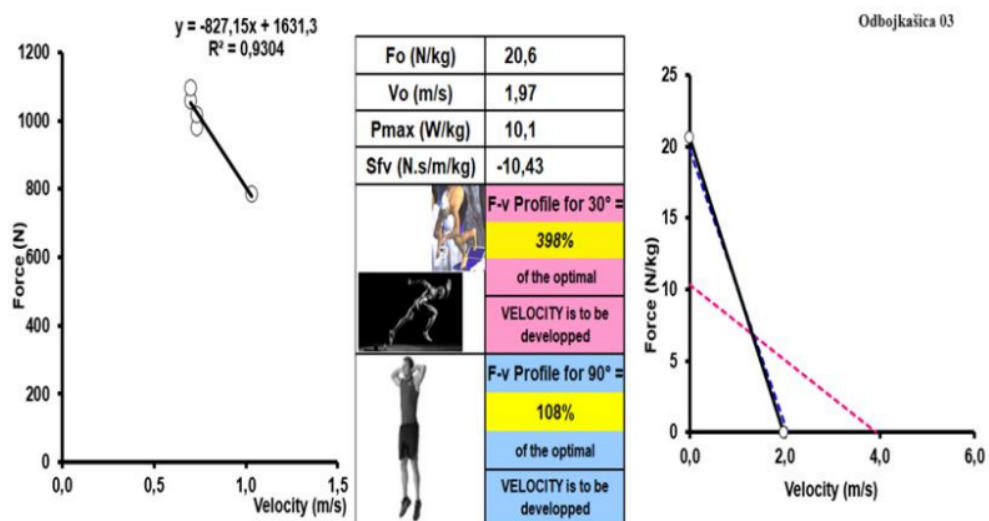 y = -827,15x + 1631,3
R² = 0,9304
1200
1000
800
600
400
200
0
Force (N)
0,0
0,5
1,0
1,5
Velocity (m/s)
Fo (N/kg) 20,6
Vo (m/s) 1,97
Pmax (W/kg) 10,1
Sfv (N.s/m/kg) -10,43
F-v Profile for 30° =
398%
of the optimal
VELOCITY is to be
developped
F-v Profile for 90° =
108%
of the optimal
VELOCITY is to be
developped
Odbojkašica 03
25
20
15
10
5
0
Force (N/kg)
0,0
2,0
4,0
6,0
Velocity (m/s)